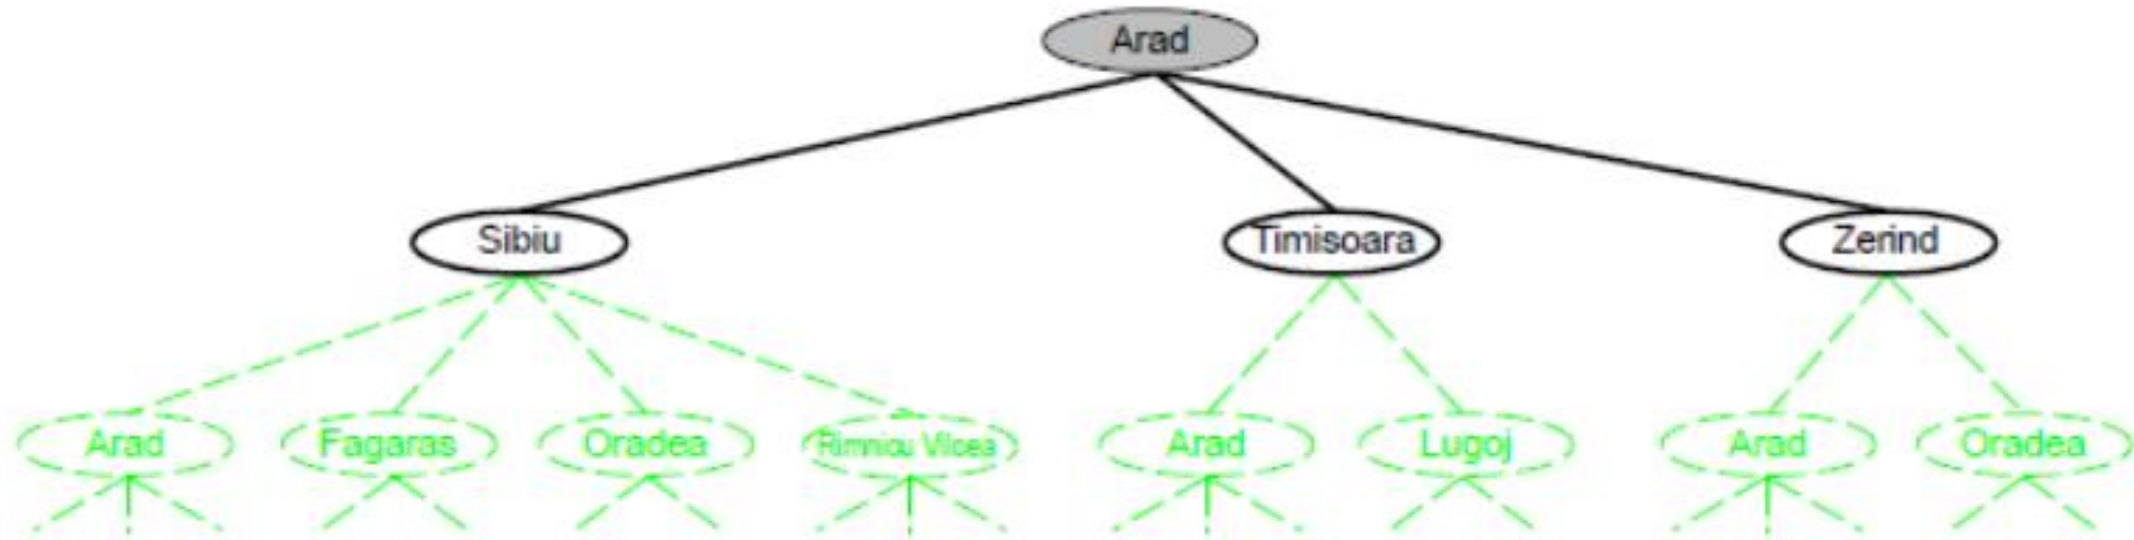 Arad
Sibiu
Timisoara
Zerind
Arad
Fagaras
Oradea
Rimnicu Vilcea
Arad
Lugoj
Arad
Oradea